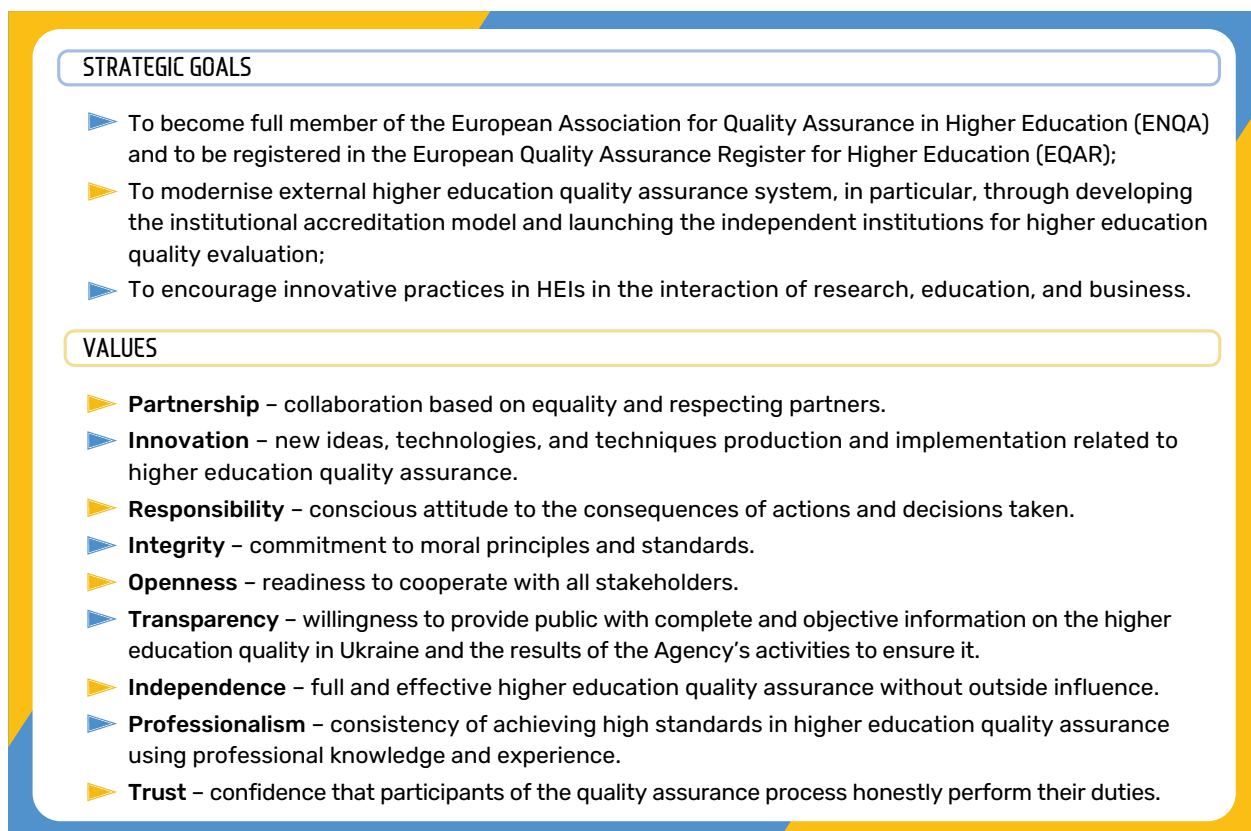 STRATEGIC GOALS
To become full member of the European Association for Quality Assurance in Higher Education (ENQA)
and to be registered in the European Quality Assurance Register for Higher Education (EQAR);
To modernise external higher education quality assurance system, in particular, through developing
the institutional accreditation model and launching the independent institutions for higher education
quality evaluation;
To encourage innovative practices in HEIs in the interaction of research, education, and business.
VALUES
Partnership – collaboration based on equality and respecting partners.
Innovation – new ideas, technologies, and techniques production and implementation related to
higher education quality assurance.
Responsibility – conscious attitude to the consequences of actions and decisions taken.
Integrity – commitment to moral principles and standards.
Openness – readiness to cooperate with all stakeholders.
Transparency – willingness to provide public with complete and objective information on the higher
education quality in Ukraine and the results of the Agency’s activities to ensure it.
Independence – full and effective higher education quality assurance without outside influence.
Professionalism – consistency of achieving high standards in higher education quality assurance
using professional knowledge and experience.
Trust – confidence that participants of the quality assurance process honestly perform their duties.